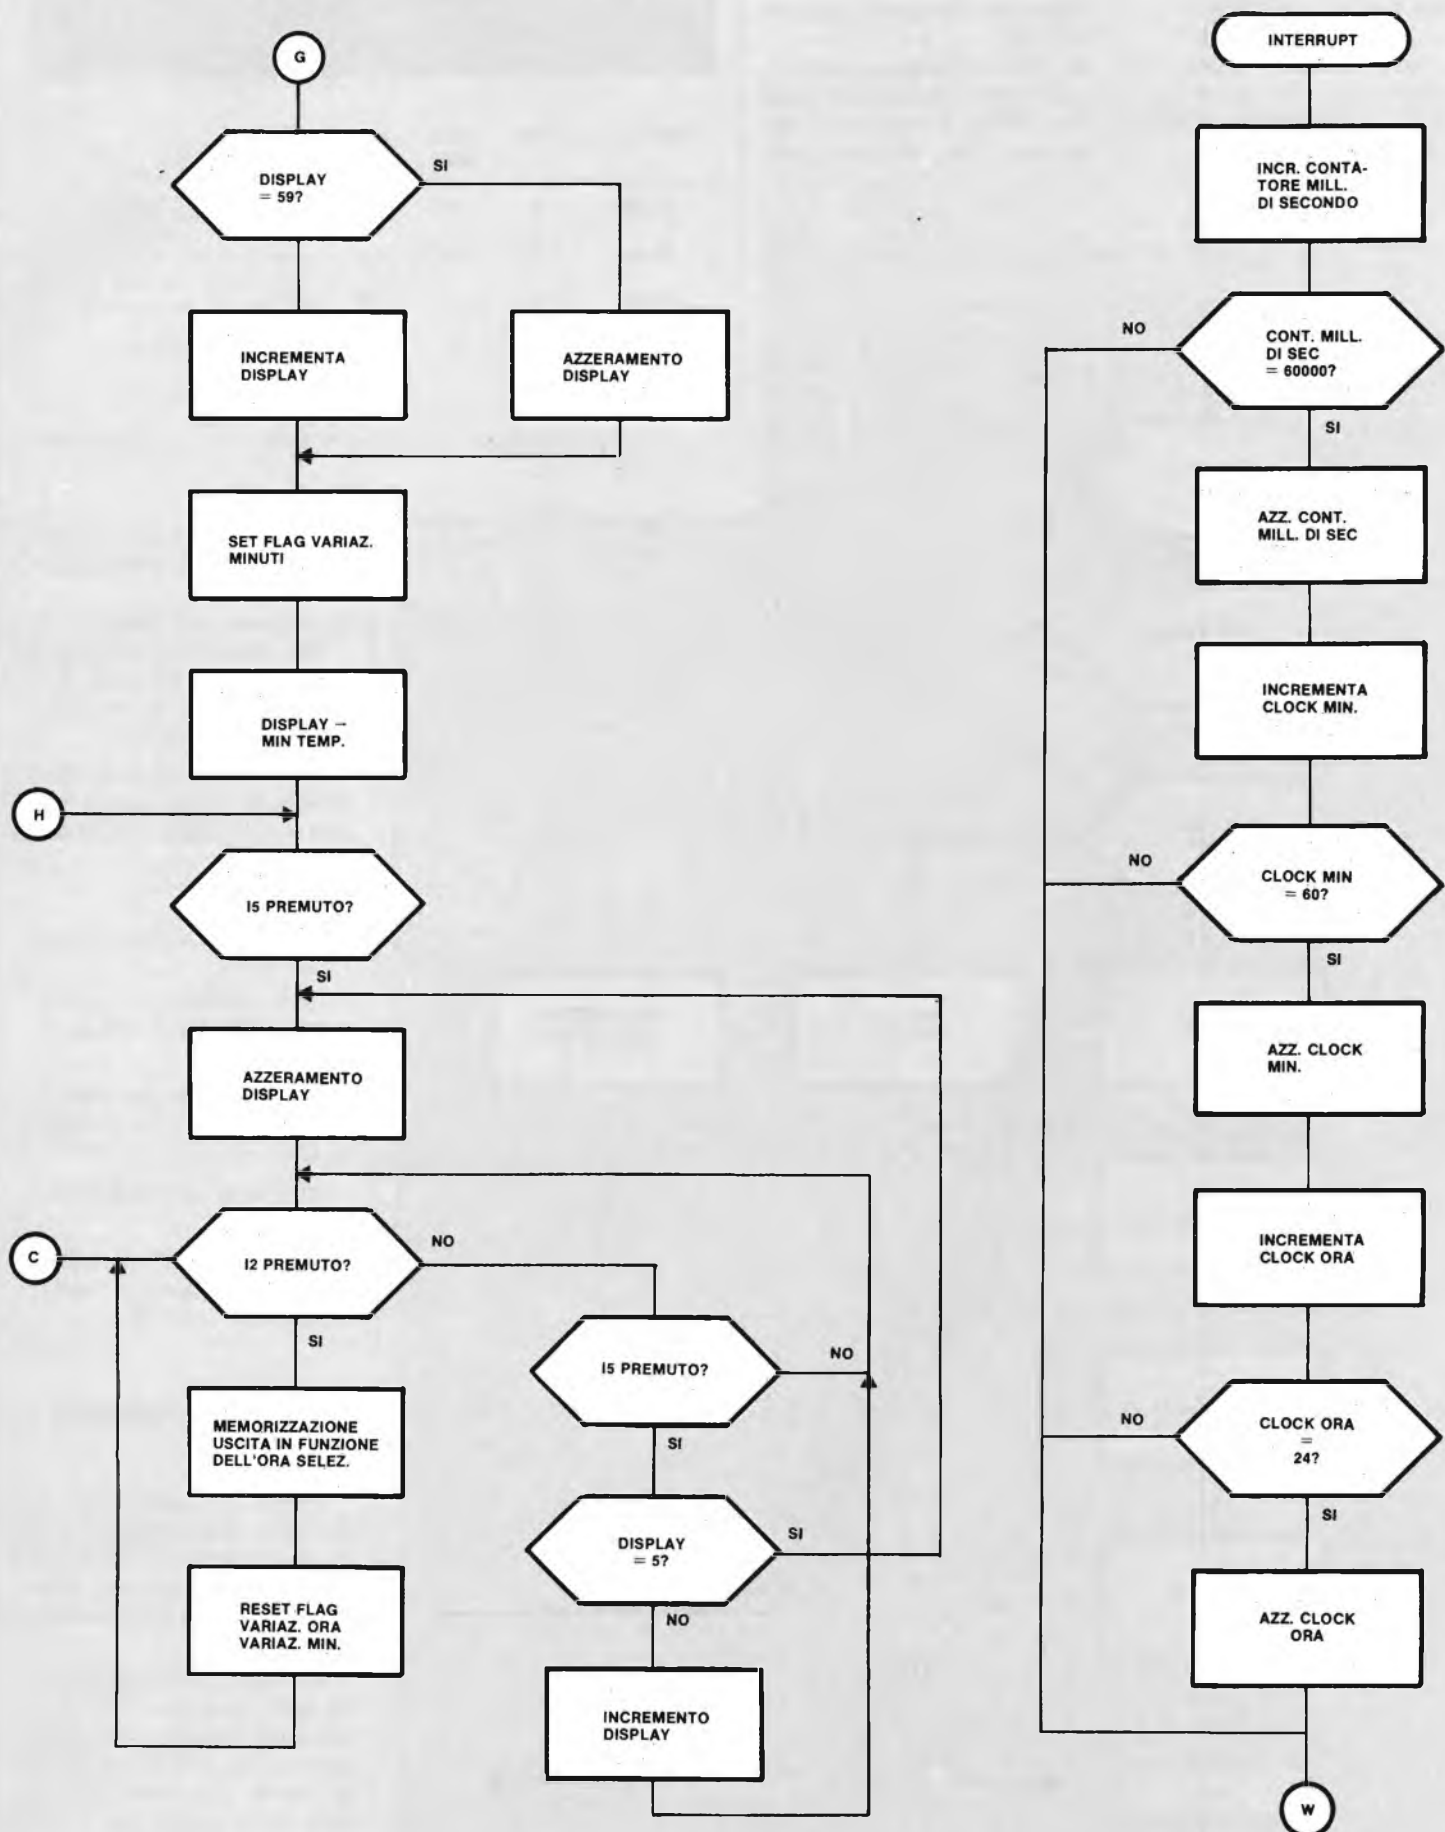 G
DISPLAY
= 59?
SI
INCREMENTA
DISPLAY
AZZERAMENTO
DISPLAY
SET FLAG VARIAZ.
MINUTI
DISPLAY –
MIN TEMP.
H
I5 PREMUTO?
SI
AZZERAMENTO
DISPLAY
C
I2 PREMUTO?
NO
SI
MEMORIZZAZIONE
USCITA IN FUNZIONE
DELL'ORA SELEZ.
RESET FLAG
VARIAZ. ORA
VARIAZ. MIN.
I5 PREMUTO?
NO
SI
DISPLAY
= 5?
SI
NO
INCREMENTO
DISPLAY
INTERRUPT
INCR. CONTA-
TORE MILL.
DI SECONDO
NO
CONT. MILL.
DI SEC
= 60000?
SI
AZZ. CONT.
MILL. DI SEC
INCREMENTA
CLOCK MIN.
NO
CLOCK MIN
= 60?
SI
AZZ. CLOCK
MIN.
INCREMENTA
CLOCK ORA
NO
CLOCK ORA
=
24?
SI
AZZ. CLOCK
ORA
W